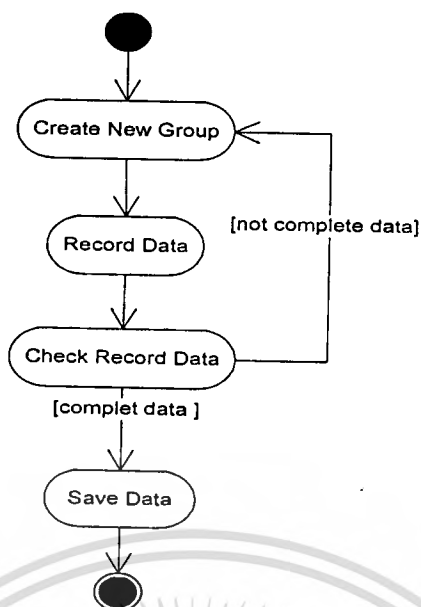 Create New Group
[not complete data]
Record Data
Check Record Data
[complet data ]
Save Data